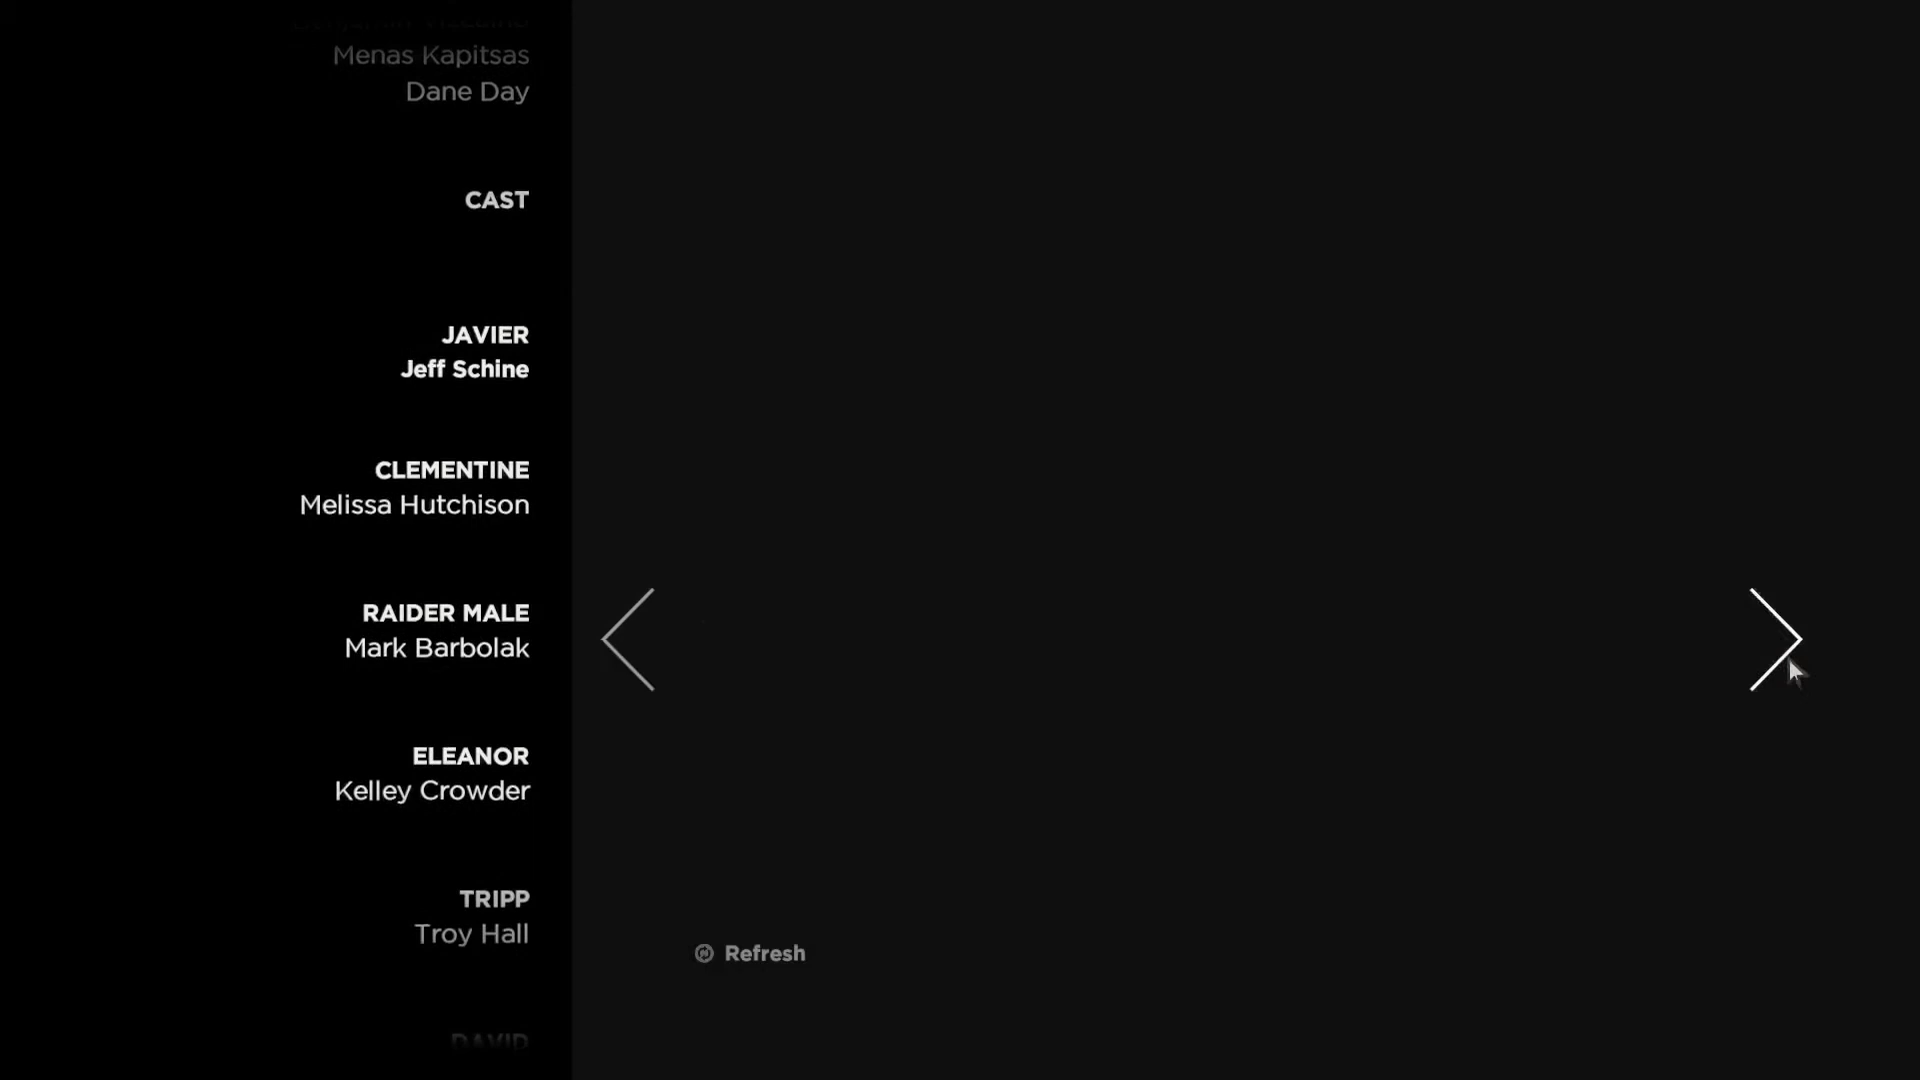 Menas Kapitsas
Dane Day
CAST
JAVIER
Jeff Schine
CLEMENTINE
Melissa Hutchison
RAIDER MALE
Mark Barbolak
ELEANOR
Kelley Crowder
TRIPP
Troy Hall
DAVID
Refresh